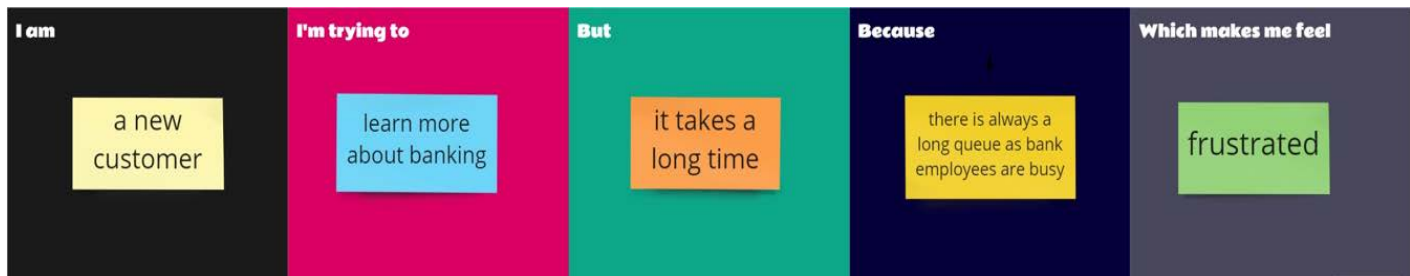 I am
a new
customer
I'm trying to
learn more
about banking
But
it takes a
long time
Because
there is always a
long queue as bank
employees are busy
Which makes me feel
frustrated